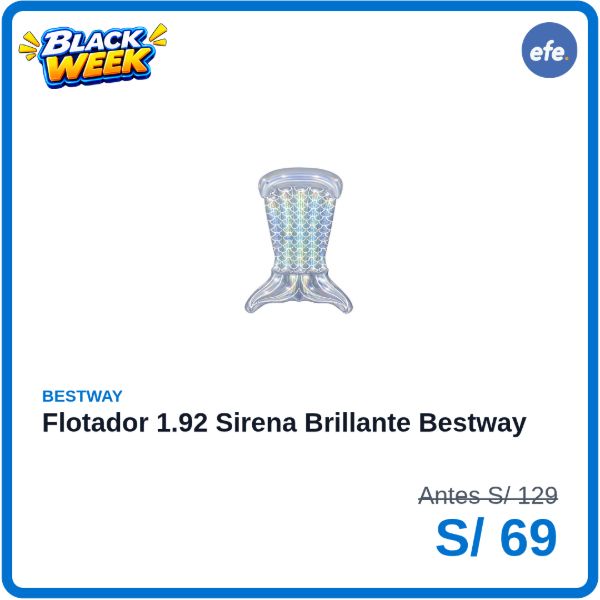 BLACK
WEEK
efe.
BESTWAY
Flotador 1.92 Sirena Brillante Bestway
Antes S/ 129
S/ 69